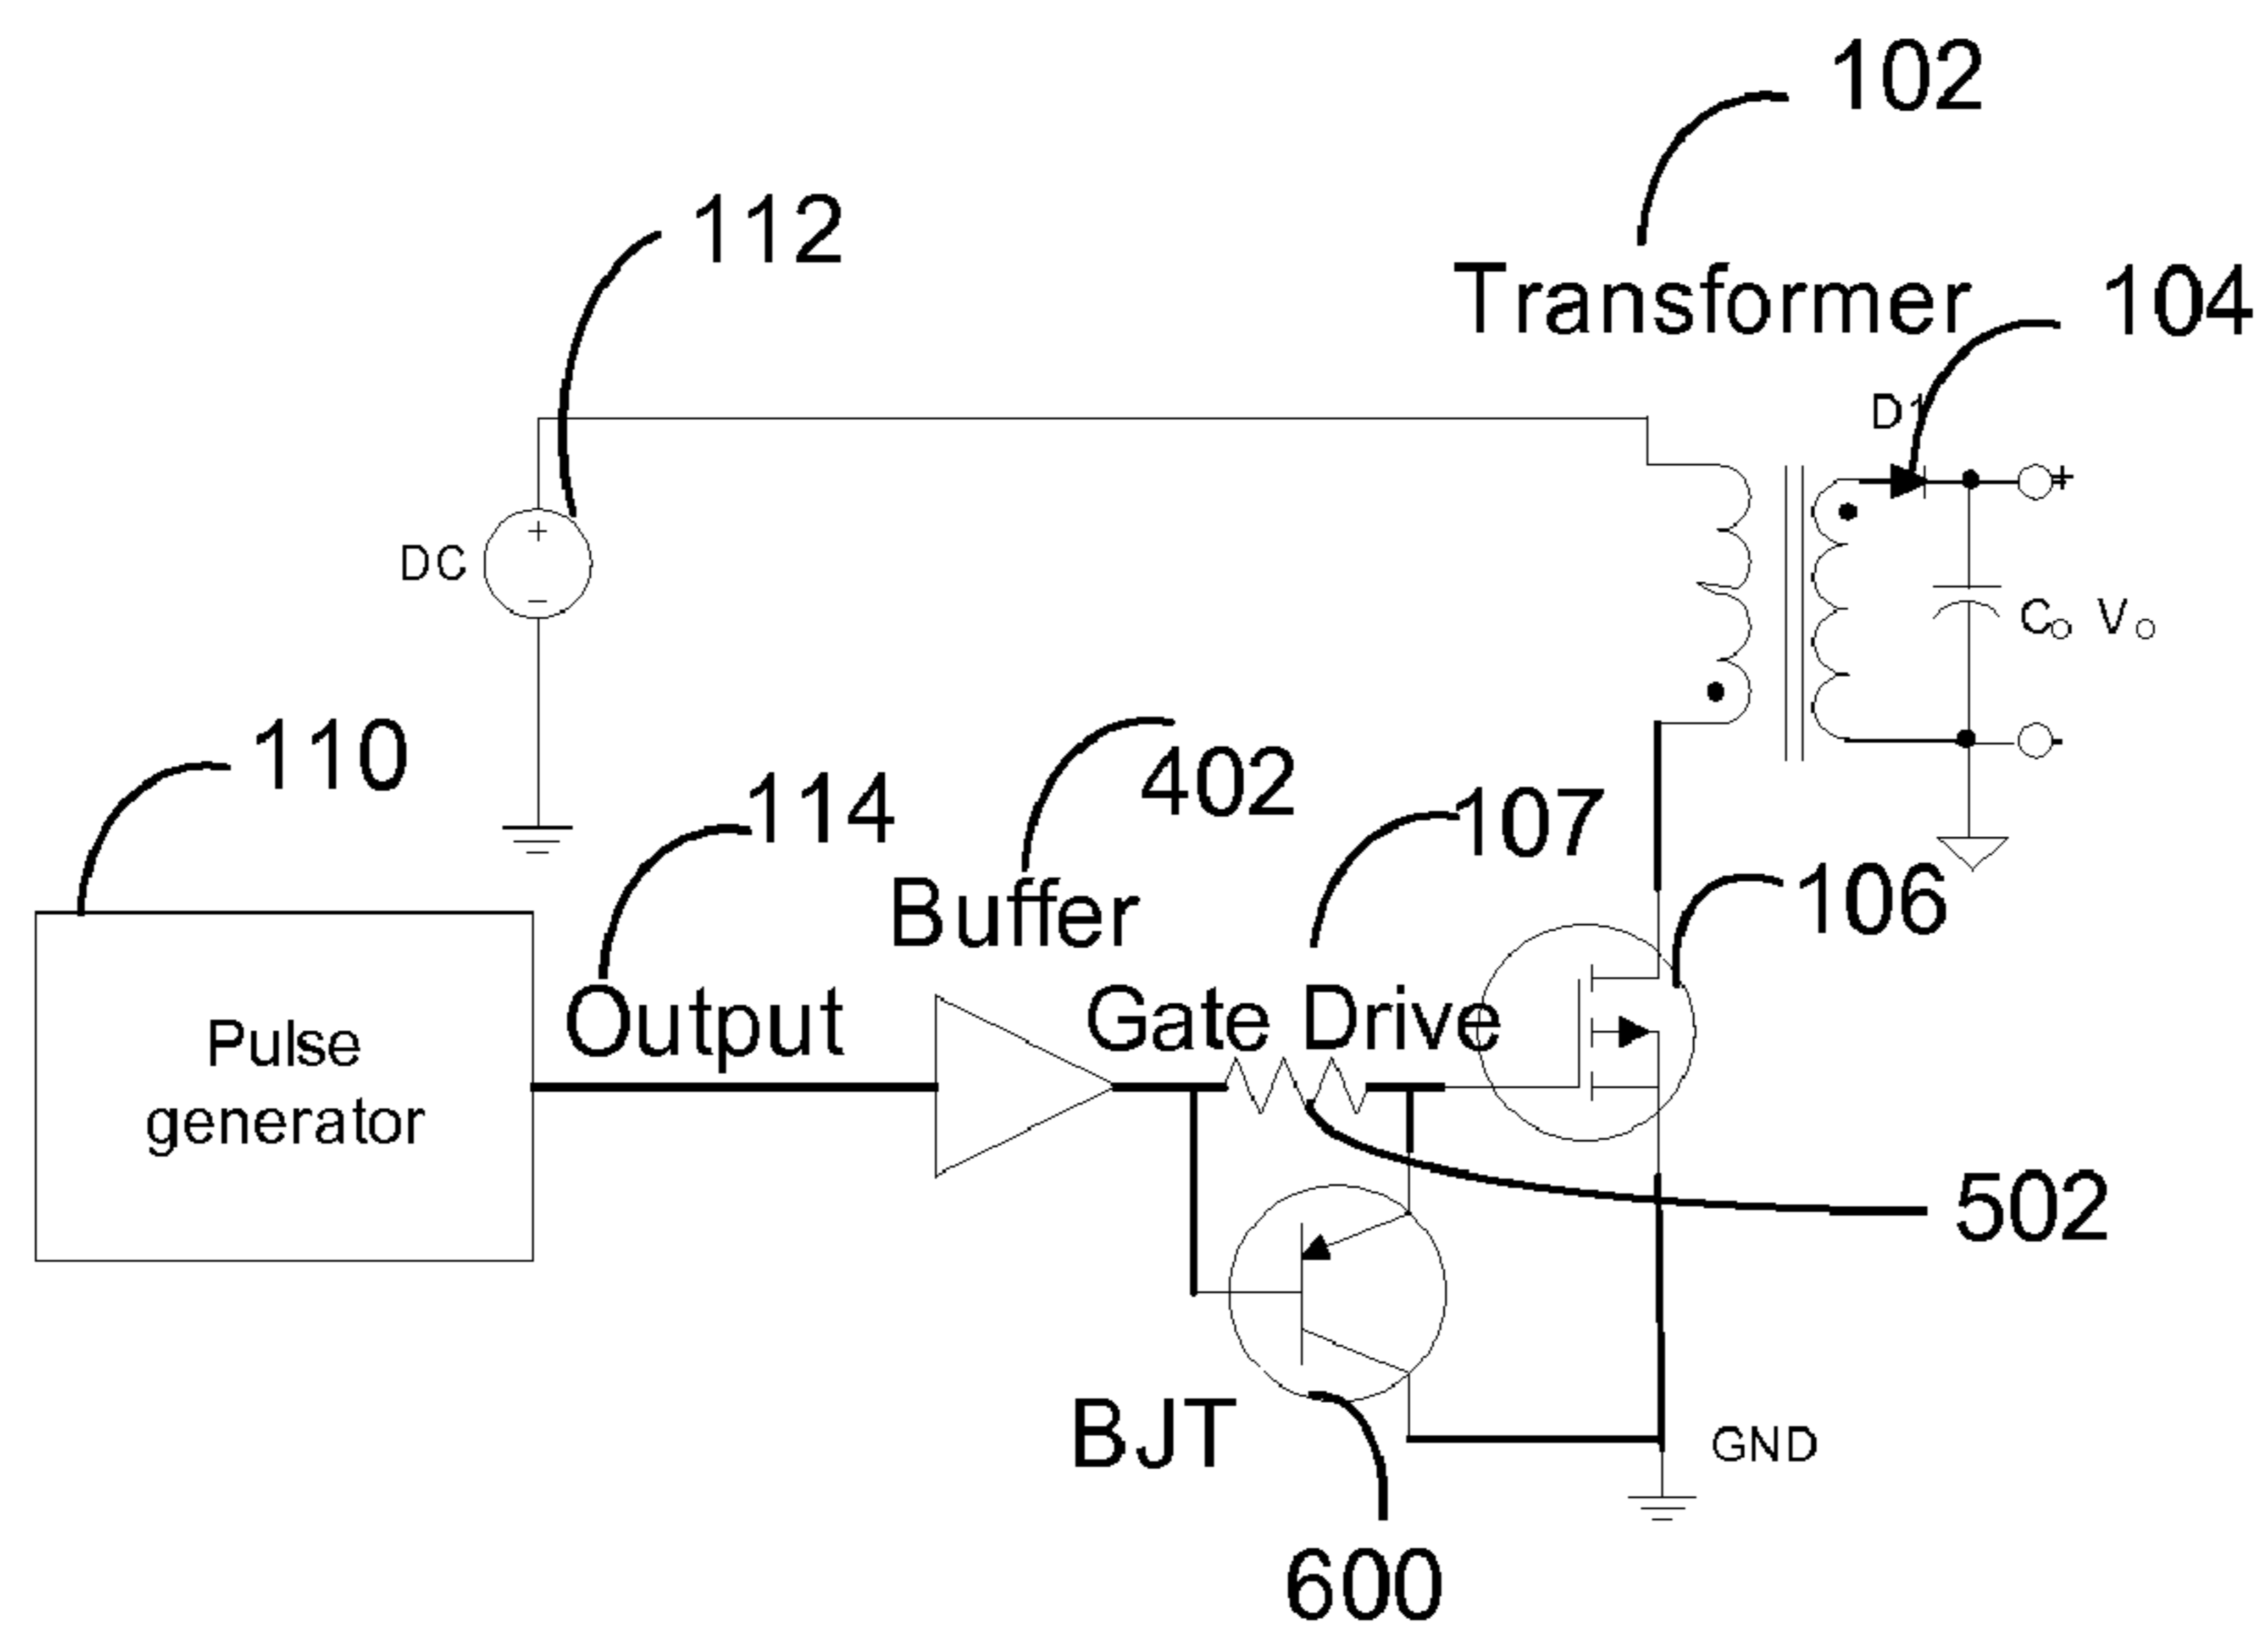 102
112
Transformer
104
D1
+
+
DC
−
Co Vo
110
114
402
107
-
Buffer
106
Output
Gate Drive
Pulse
generator
502
BJT
GND
600